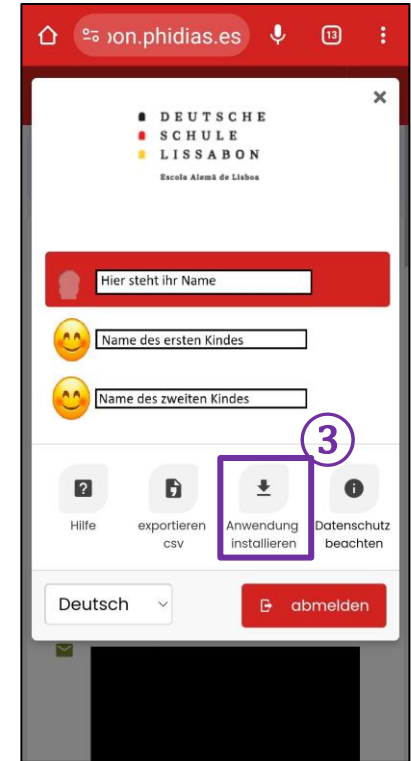 on.phidias.es
13
DEUTSCHE
SCHULE
LISSABON
Escola Alemã de Lisboa
Hier steht ihr Name
Name des ersten Kindes
Name des zweiten Kindes
3
Hilfe
exportieren
csv
Anwendung
installieren
Datenschutz
beachten
Deutsch
abmelden